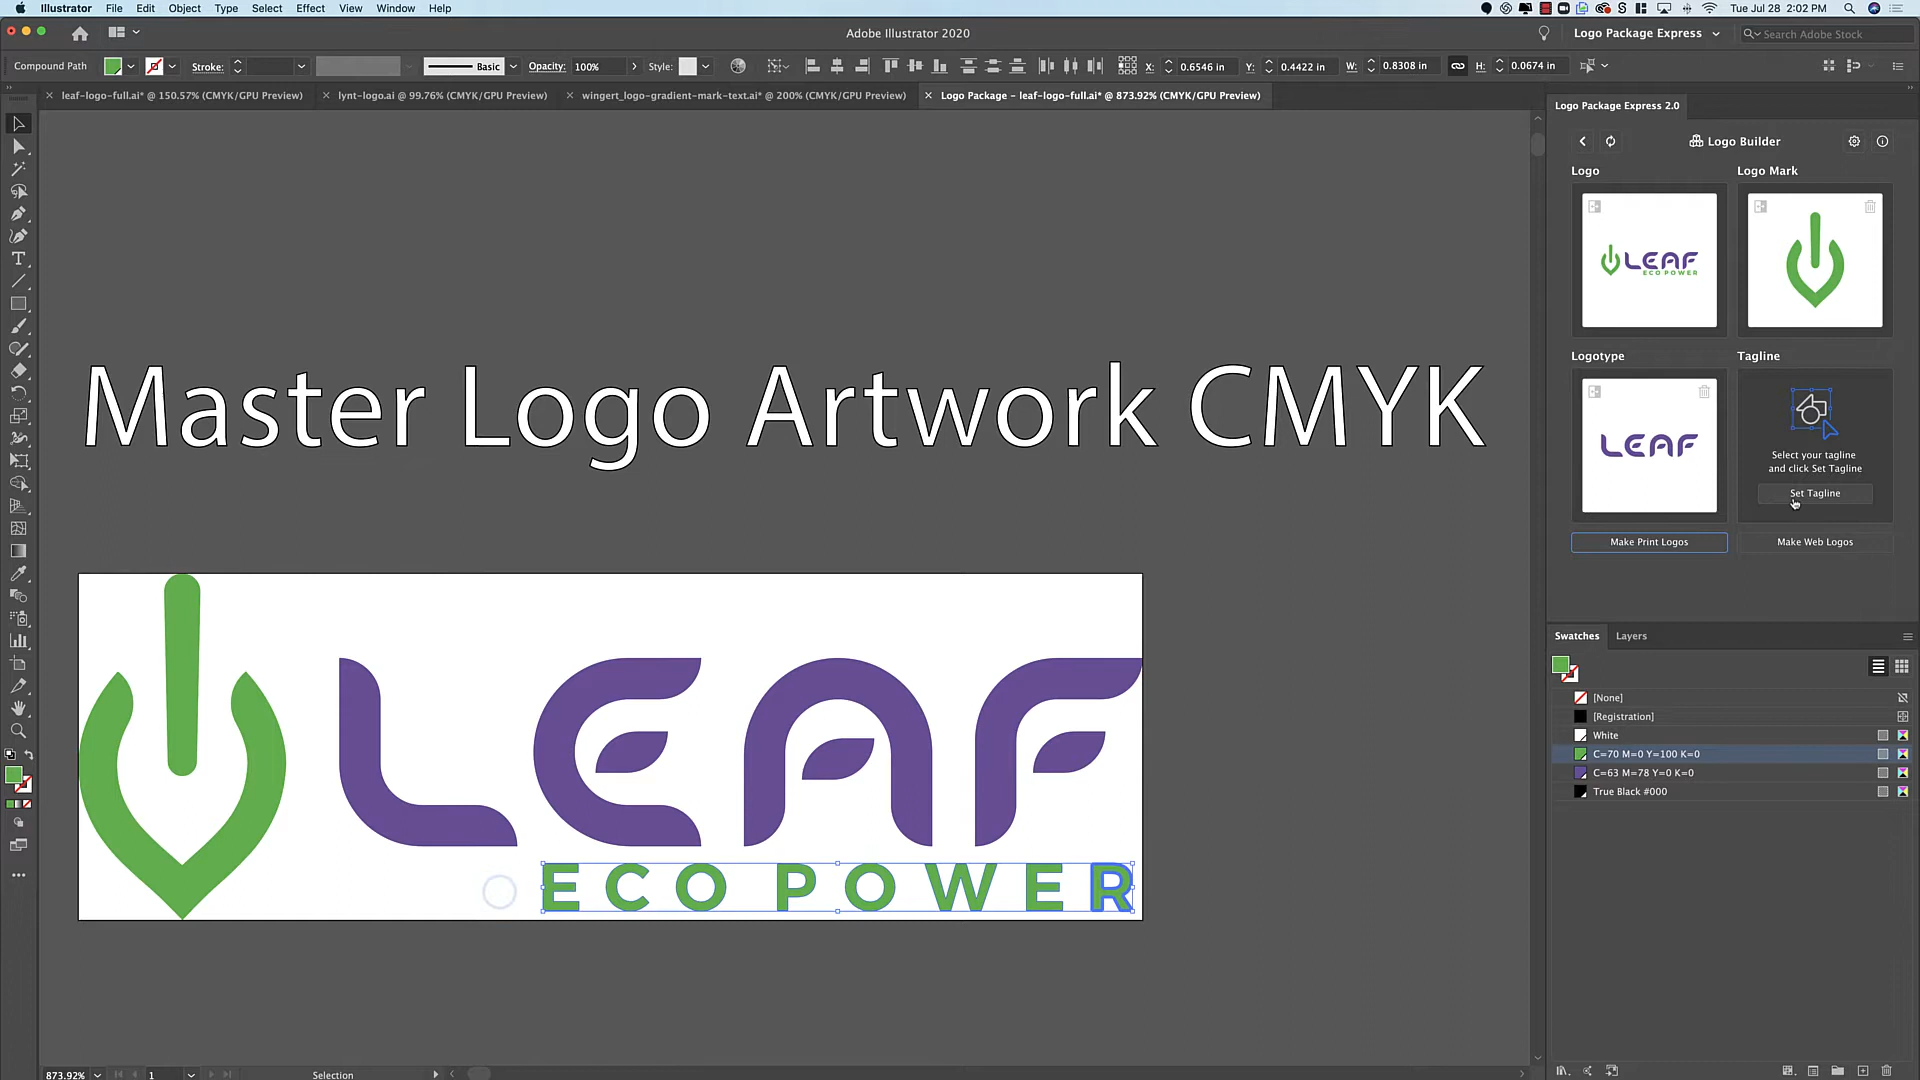 Illustrator File Edit Object Type Select Effect View Window Help Tue Jul 28 2:02 PM
Adobe Illustrator 2020 Logo Package Express Search Adobe Stock
Compound Path Stroke: Basic Opacity: 100% Style: X: 0.6546 in Y: 0.4422 in W: 0.8308 in H: 0.0674 in
leaf-logo-full.ai* @ 150.57% (CMYK/GPU Preview) lynt-logo.ai @ 99.76% (CMYK/GPU Preview) wingert_logo-gradient-mark-text.ai* @ 200% (CMYK/GPU Preview) Logo Package - leaf-logo-full.ai* @ 873.92% (CMYK/GPU Preview)
Logo Package Express 2.0
Logo Builder
Logo Logo Mark
LEAF
ECO POWER
Logotype Tagline
LEAF
Select your tagline
and click Set Tagline
Set Tagline
Make Print Logos Make Web Logos
Master Logo Artwork CMYK
LEAF
ECO POWER
Swatches Layers
[None]
[Registration]
White
C=70 M=0 Y=100 K=0
C=63 M=78 Y=0 K=0
True Black #000
873.92% 1 Selection